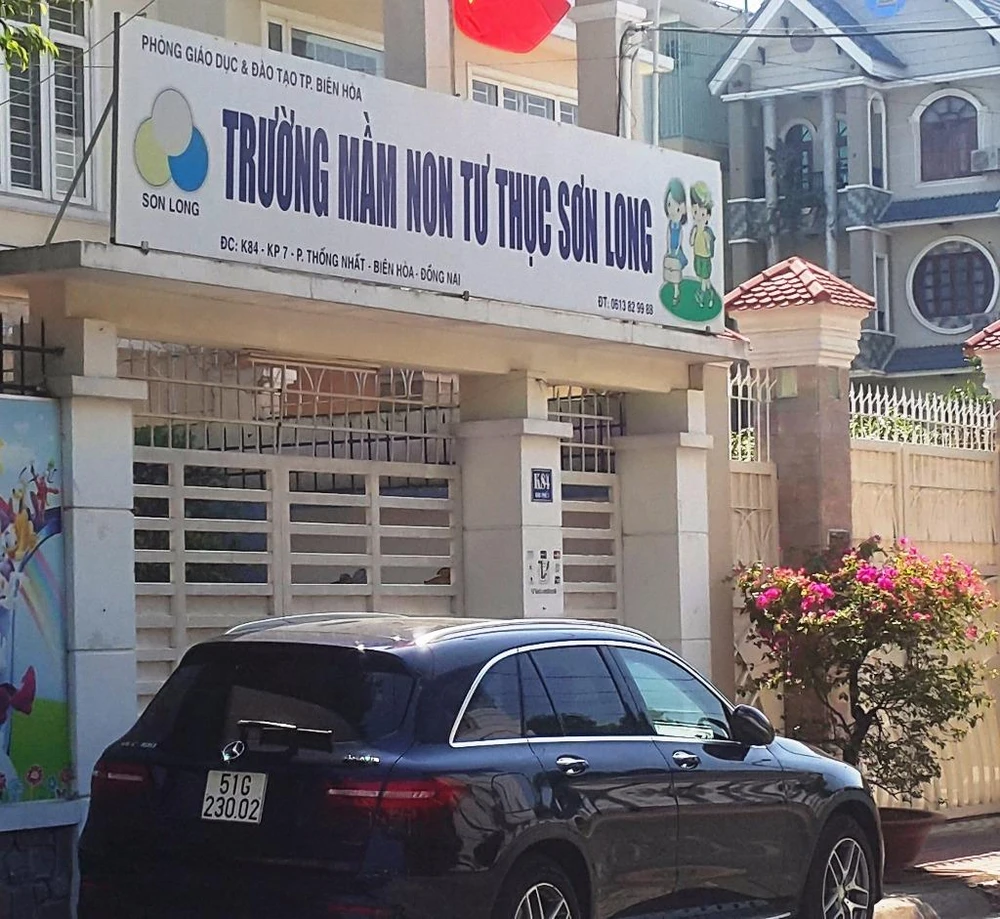 PHÒNG GIÁO DỤC & ĐÀO TẠO TP. BIÊN HÒA
TRƯỜNG MẦM NON TƯ THỤC SƠN LONG
SƠN LONG
ĐC: K84 - KP 7 - P. THỐNG NHẤT - BIÊN HÒA - ĐỒNG NAI
ĐT: 0613 82 99 88
K84
51G
230.02